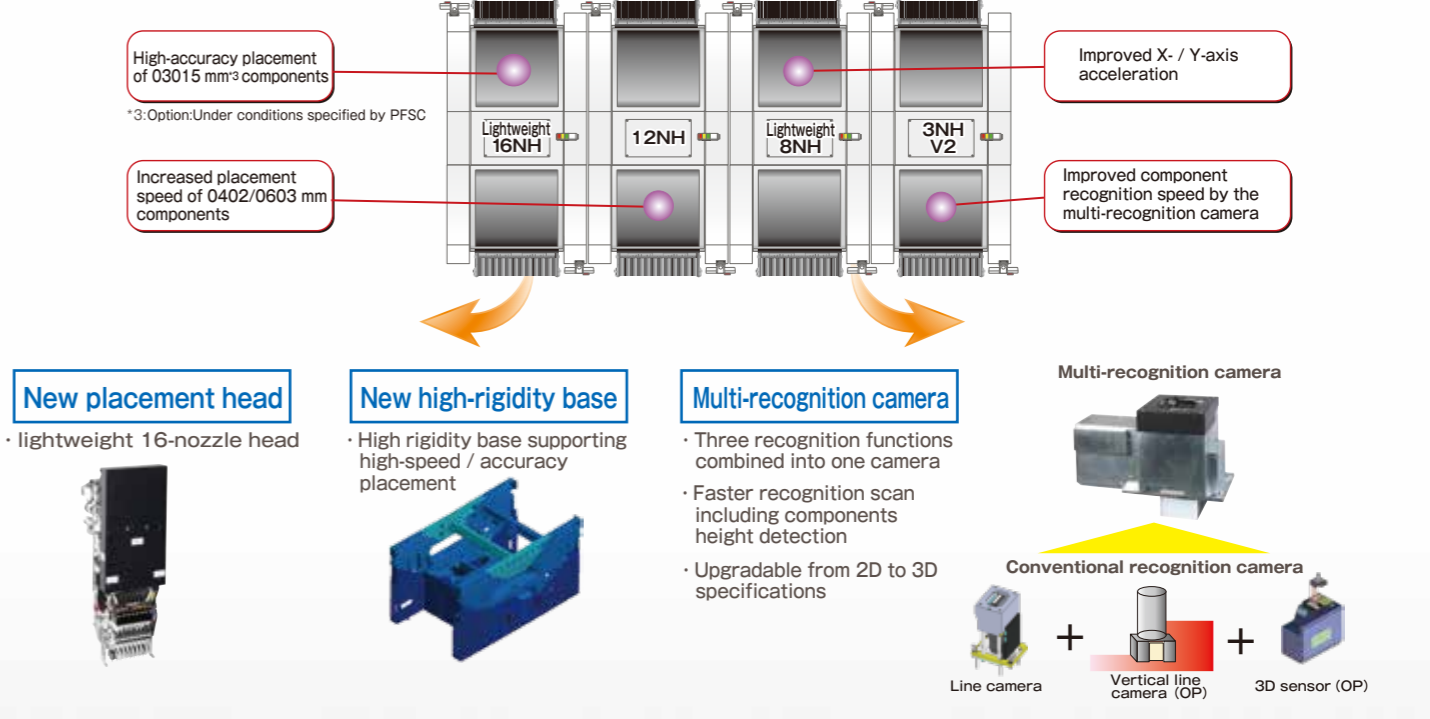 High-accuracy placement
of 03015 mm*3 components
*3:Option:Under conditions specified by PFSC
Increased placement
speed of 0402/0603 mm
components
Lightweight
16NH
12NH
Lightweight
8NH
3NH
V2
Improved X- / Y-axis
acceleration
Improved component
recognition speed by the
multi-recognition camera
New placement head
· lightweight 16-nozzle head
New high-rigidity base
· High rigidity base supporting
high-speed / accuracy
placement
Multi-recognition camera
· Three recognition functions
combined into one camera
· Faster recognition scan
including components
height detection
· Upgradable from 2D to 3D
specifications
Multi-recognition camera
Conventional recognition camera
+
+
Line camera
Vertical line
camera (OP)
3D sensor (OP)